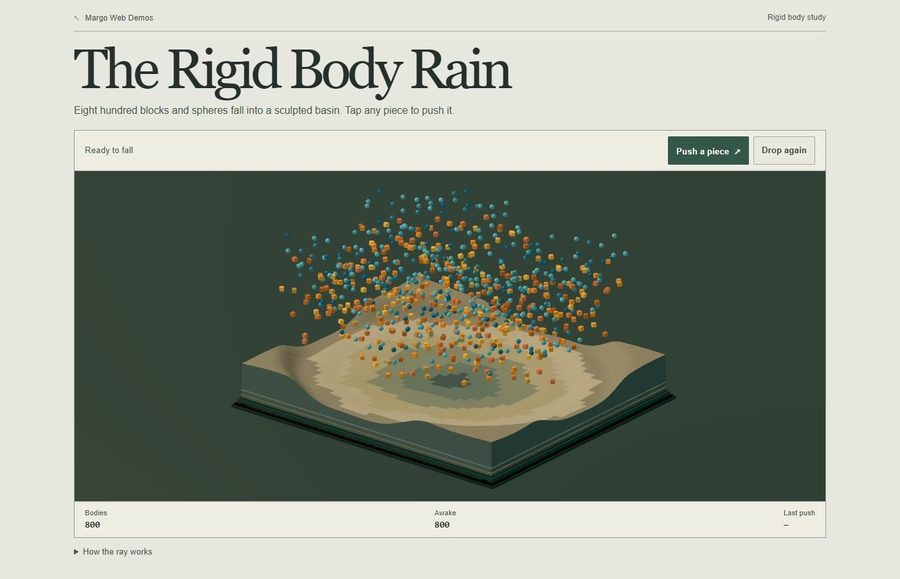 ↖ Margo Web Demos
Rigid body study
The Rigid Body Rain
Eight hundred blocks and spheres fall into a sculpted basin. Tap any piece to push it.
Ready to fall
Push a piece ↗
Drop again
Bodies
Awake
Last push
800
800
—
▶ How the ray works